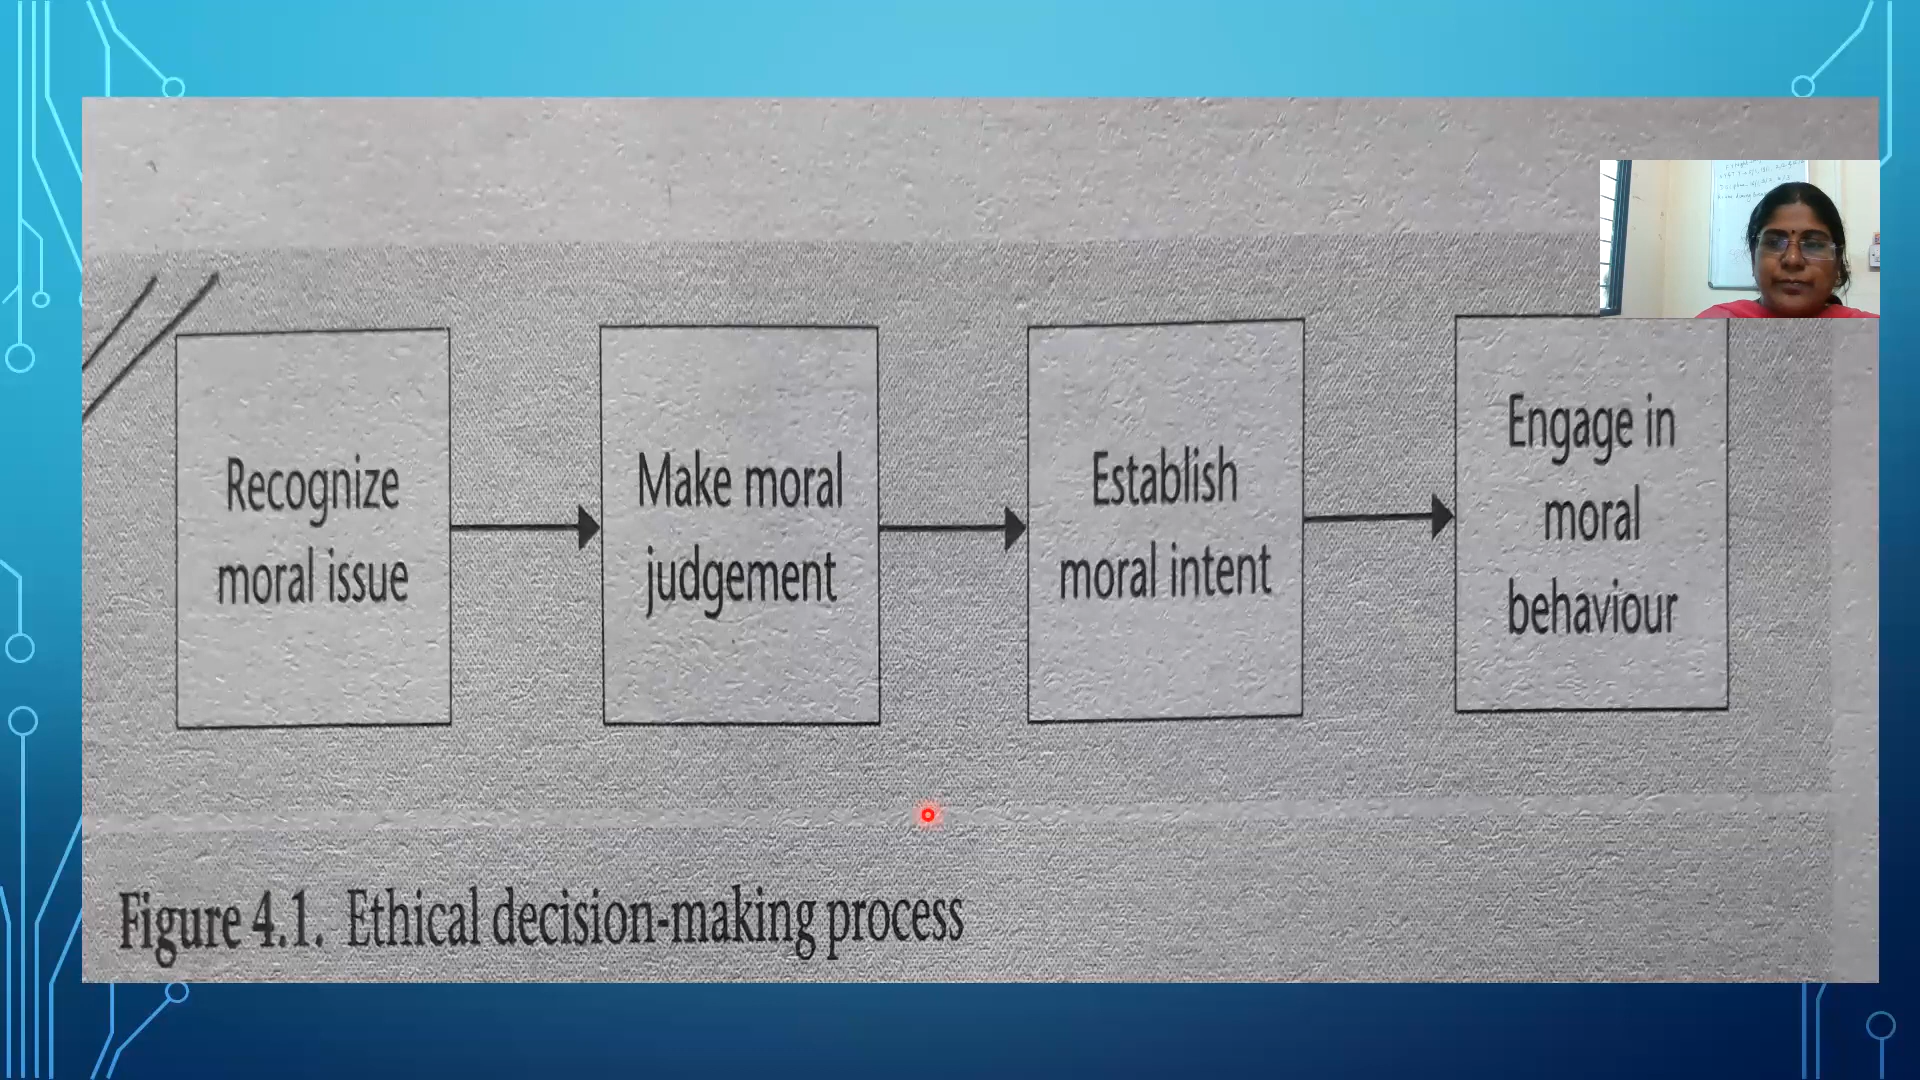 Recognize
moral issue
Make moral
judgement
Establish
moral intent
Engage in
moral
behaviour
Figure 4.1. Ethical decision-making process